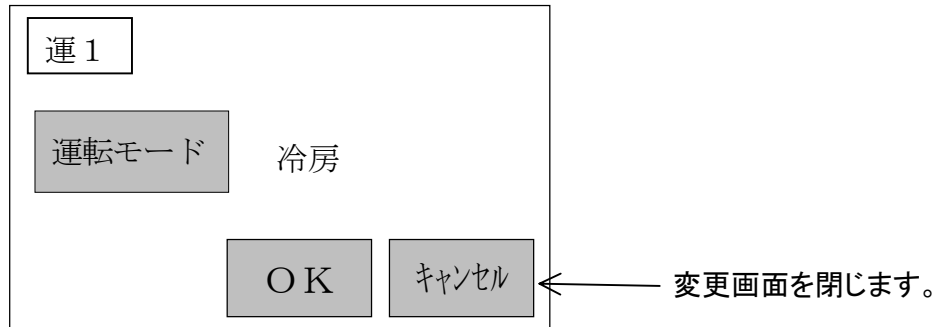 運１
運転モード
冷房
ＯＫ
ｷｬﾝｾﾙ
変更画面を閉じます。